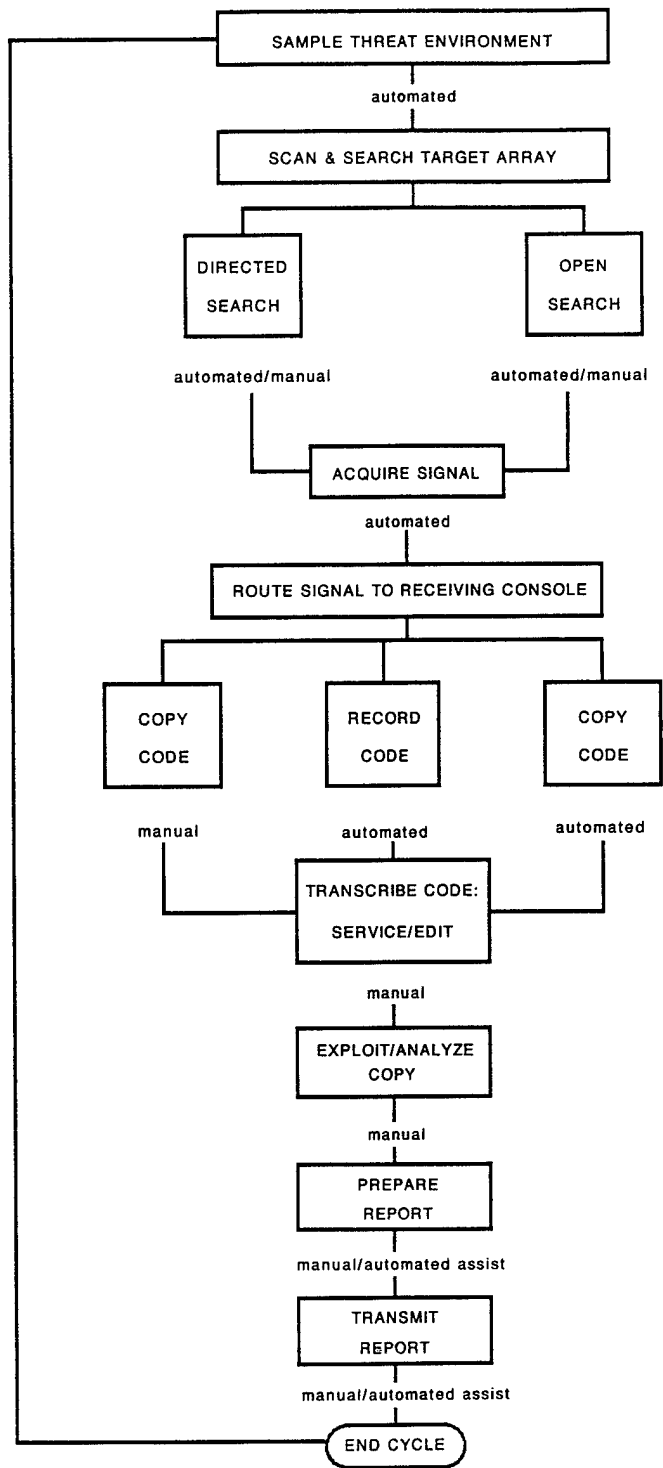 SAMPLE THREAT ENVIRONMENT
automated
SCAN & SEARCH TARGET ARRAY
DIRECTED
SEARCH
OPEN
SEARCH
automated/manual
automated/manual
ACQUIRE SIGNAL
automated
ROUTE SIGNAL TO RECEIVING CONSOLE
COPY
CODE
RECORD
CODE
COPY
CODE
manual
automated
automated
TRANSCRIBE CODE:
SERVICE/EDIT
manual
EXPLOIT/ANALYZE
COPY
manual
PREPARE
REPORT
manual/automated assist
TRANSMIT
REPORT
manual/automated assist
END CYCLE